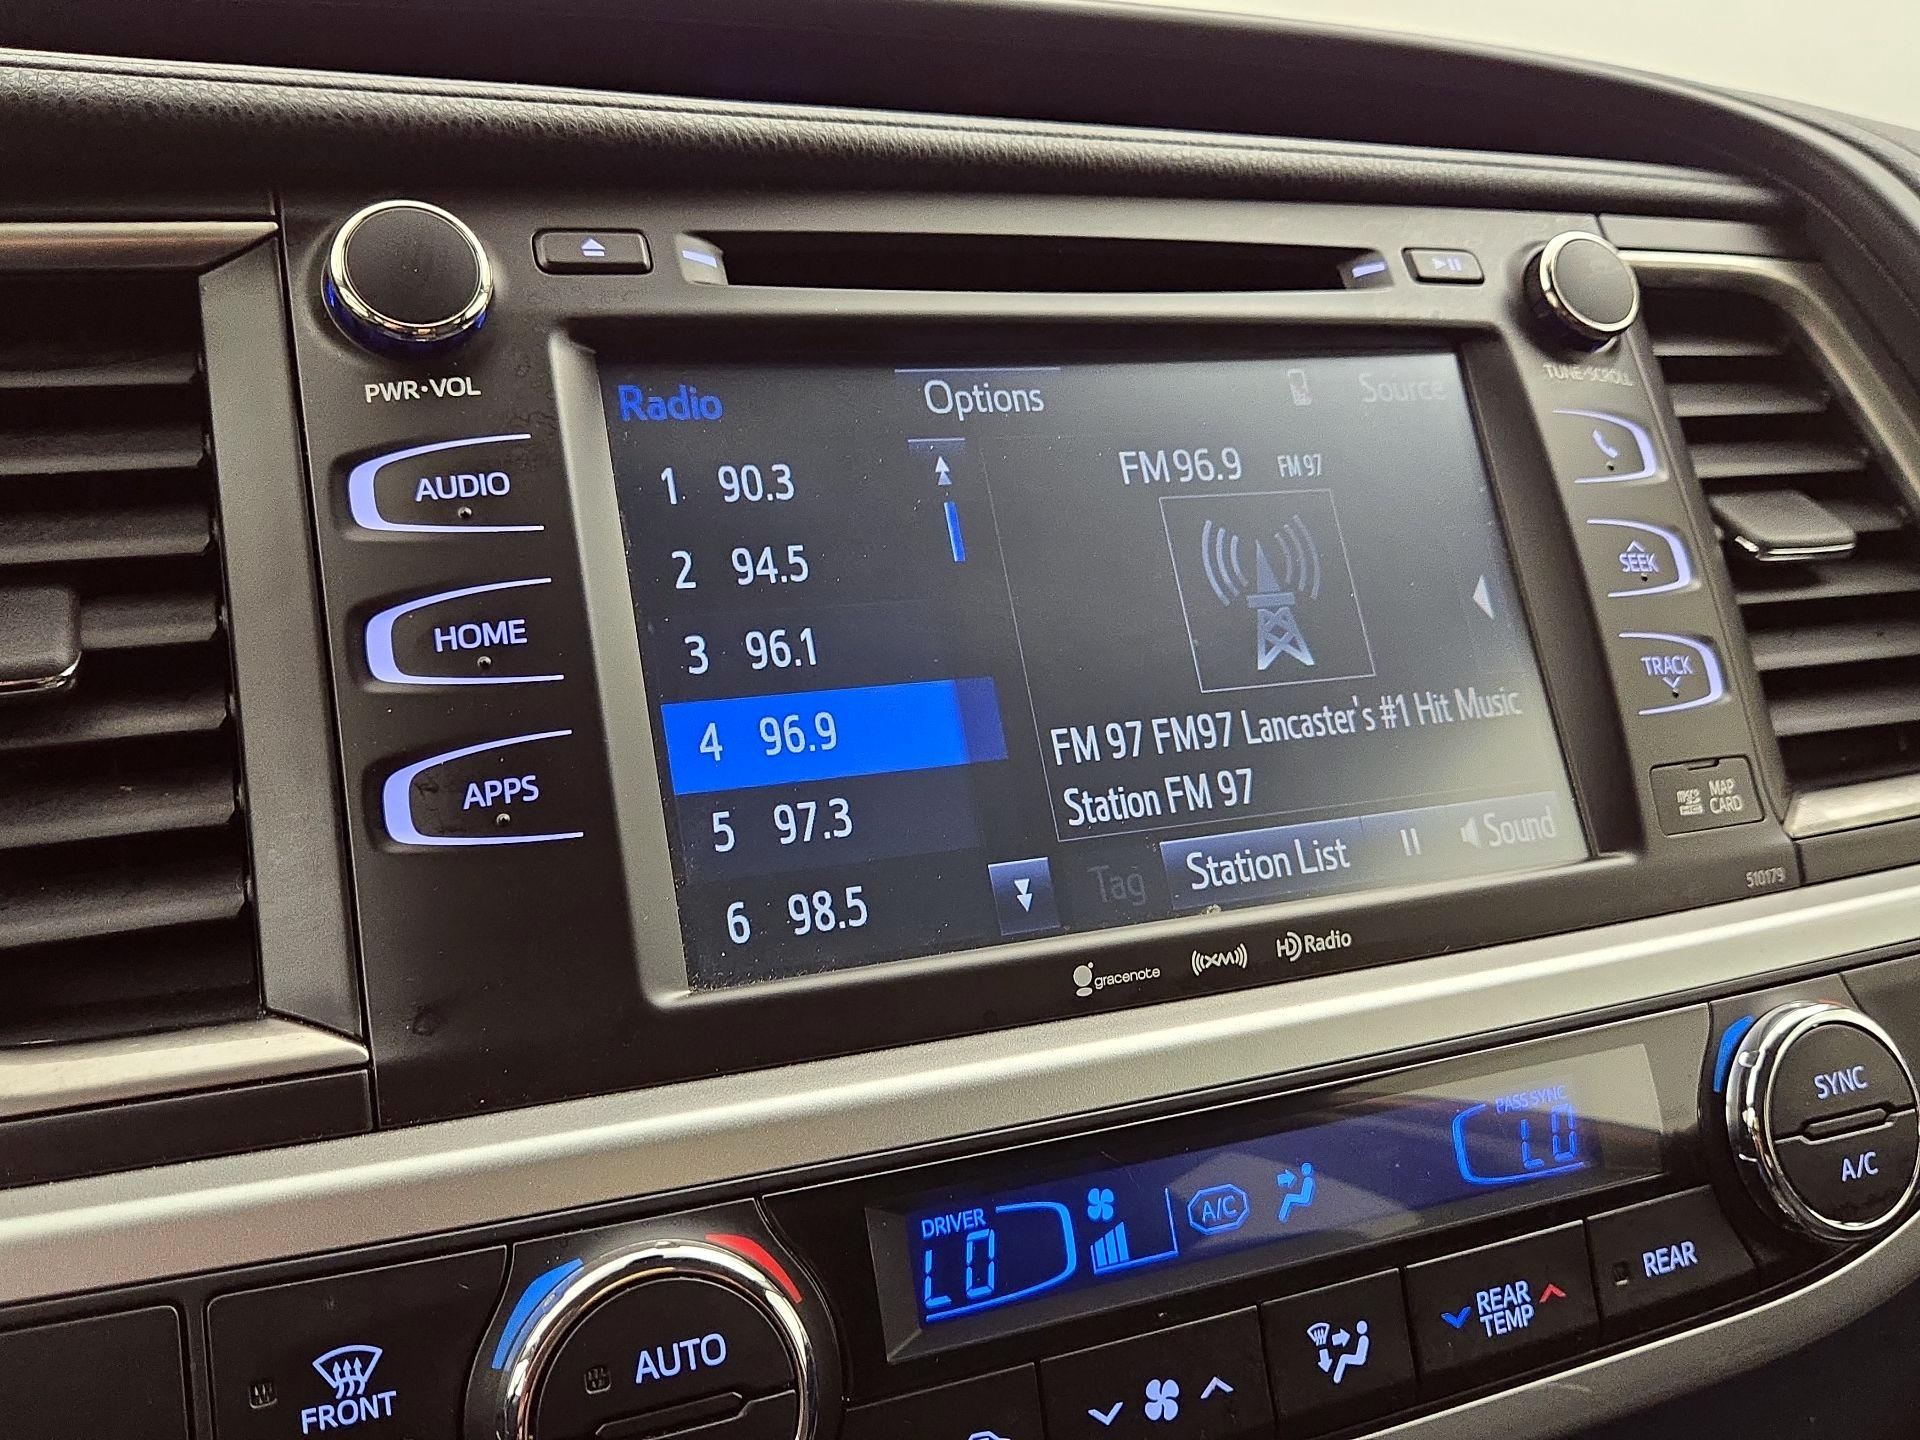 PWR•VOL
AUDIO
HOME
APPS
Radio
Options
Source
1 90.3
2 94.5
3 96.1
4 96.9
5 97.3
6 98.5
FM 96.9 FM 97
FM 97 FM97 Lancaster's #1 Hit Music
Station FM 97
Tag
Station List
Sound
gracenote
((XM))
HD Radio
TUNE•SCROLL
SEEK
TRACK
microSD
MAP
CARD
510179
DRIVER
LO
A/C
PASS SYNC
LO
SYNC
A/C
FRONT
AUTO
REAR
TEMP
REAR